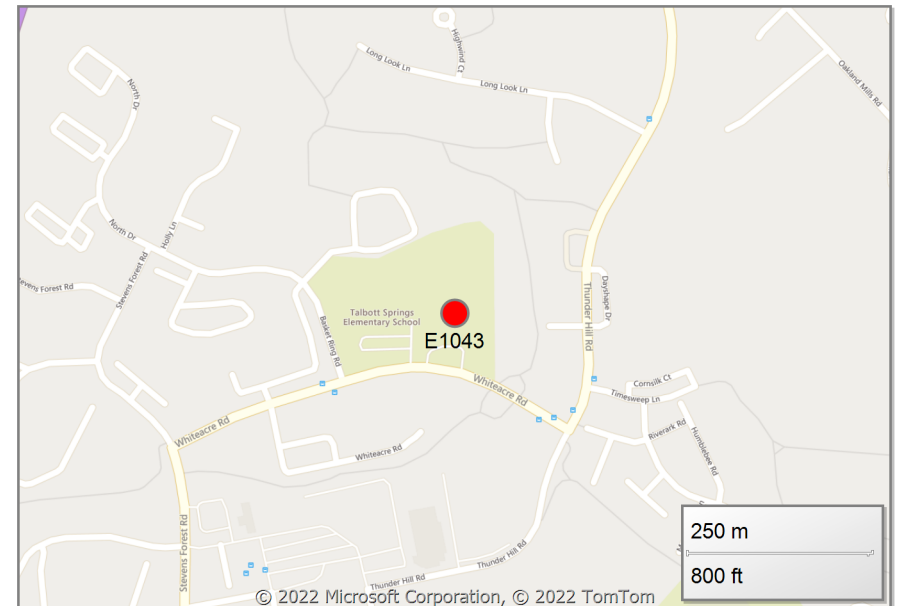 Highwind Ct
Long Look Ln
Long Look Ln
Oakland Mills Rd
North Dr
North Dr
Holly Ln
Stevens Forest Rd
evens Forest Rd
Talbott Springs
Elementary School
E1043
Basket Ring Rd
Thunder Hill Rd
Dayshape Dr
Whiteacre Rd
Cornsilk Ct
Timesweep Ln
Riverark Rd
Humblebee Rd
Whiteacre Rd
Whiteacre Rd
Stevens Forest Rd
Thunder Hill Rd
Thunder Hill Rd
250 m
800 ft
© 2022 Microsoft Corporation, © 2022 TomTom